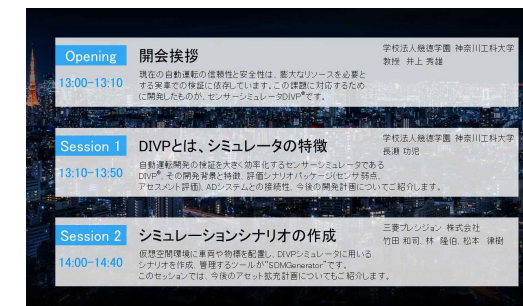 Opening
13:00-13:10
開会挨拶
学校法人幾徳学園 神奈川工科大学
教授 井上 秀雄
現在の自動運転の信頼性と安全性は、膨大なリソースを必要と
する実車での検証に依存しています。この課題に対応するため
に開発したものが、センサーシミュレータDIVP®です。
Session 1
13:10-13:50
DIVPとは、シミュレータの特徴
学校法人幾徳学園 神奈川工科大学
長瀬 功児
自動運転開発の検証を大きく効率化するセンサーシミュレータである
DIVP®。その開発背景と特徴、評価シナリオパッケージ(センサ弱点、
アセスメント評価)、ADシステムとの接続性、今後の開発計画についてご紹介します。
Session 2
14:00-14:40
シミュレーションシナリオの作成
三菱プレシジョン 株式会社
竹田 和司、林 隆伯、松本 律樹
仮想空間環境に車両や物標を配置し、DIVPシミュレータに用いる
シナリオを作成、管理するツールが"SDMGenerator"です。
このセッションでは、今後のアセット拡充計画についてもご紹介します。